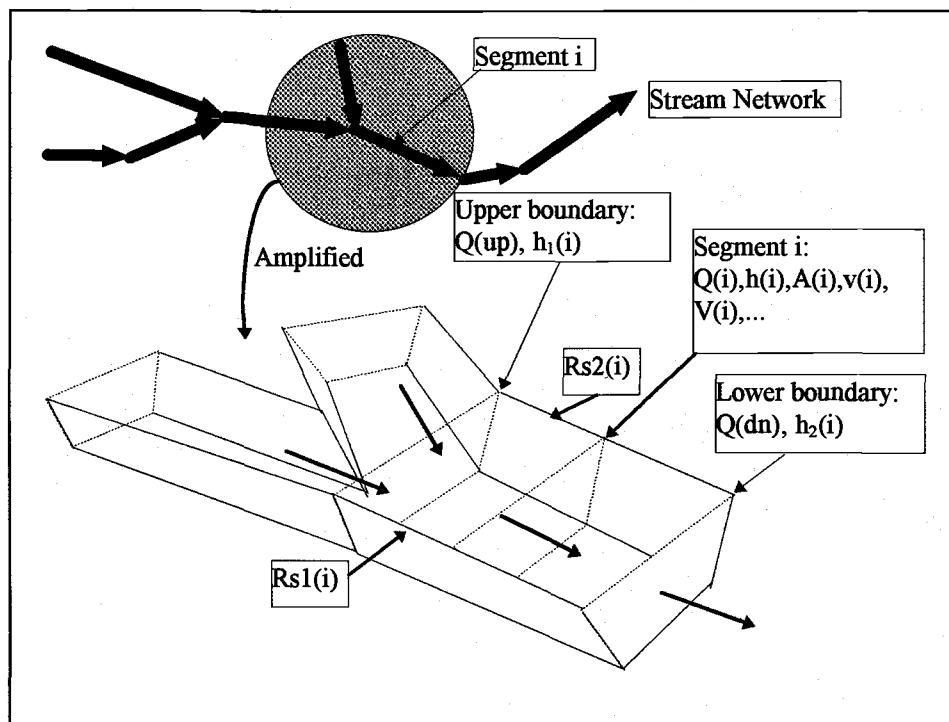 Segment i
Stream Network
Upper boundary:
Q(up), h₁(i)
Amplified
Segment i:
Q(i),h(i),A(i),v(i),
V(i),...
Rs2(i)
Lower boundary:
Q(dn), h₂(i)
Rs1(i)